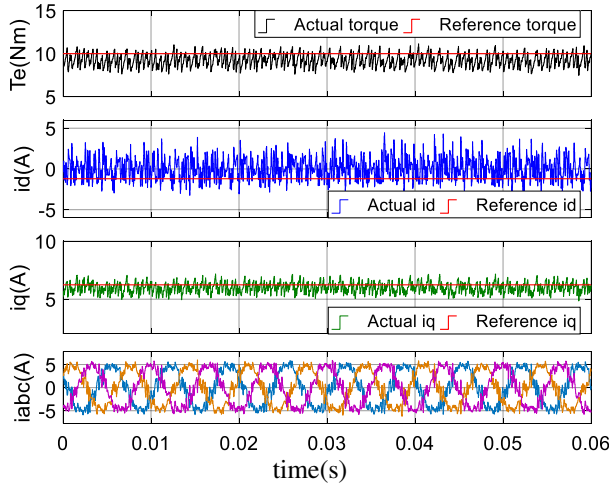 Te(Nm)
15
10
5
Actual torque Reference torque
id(A)
5
0
-5
Actual id Reference id
iq(A)
10
6
2
Actual iq Reference iq
iabc(A)
5
0
-5
0 0.01 0.02 0.03 0.04 0.05 0.06
time(s)